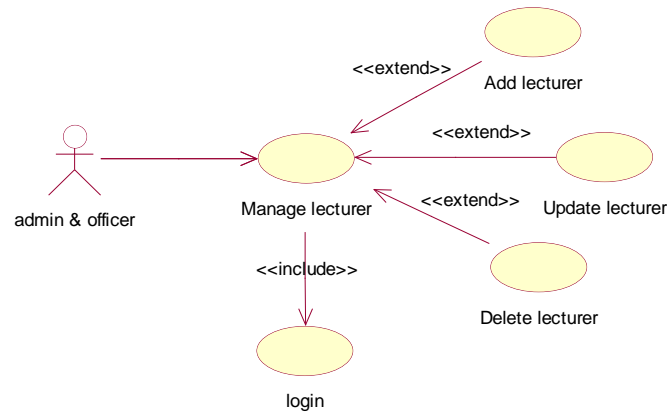 <<extend>>
Add lecturer
<<extend>>
admin & officer
Manage lecturer
<<extend>>
Update lecturer
<<include>>
Delete lecturer
login